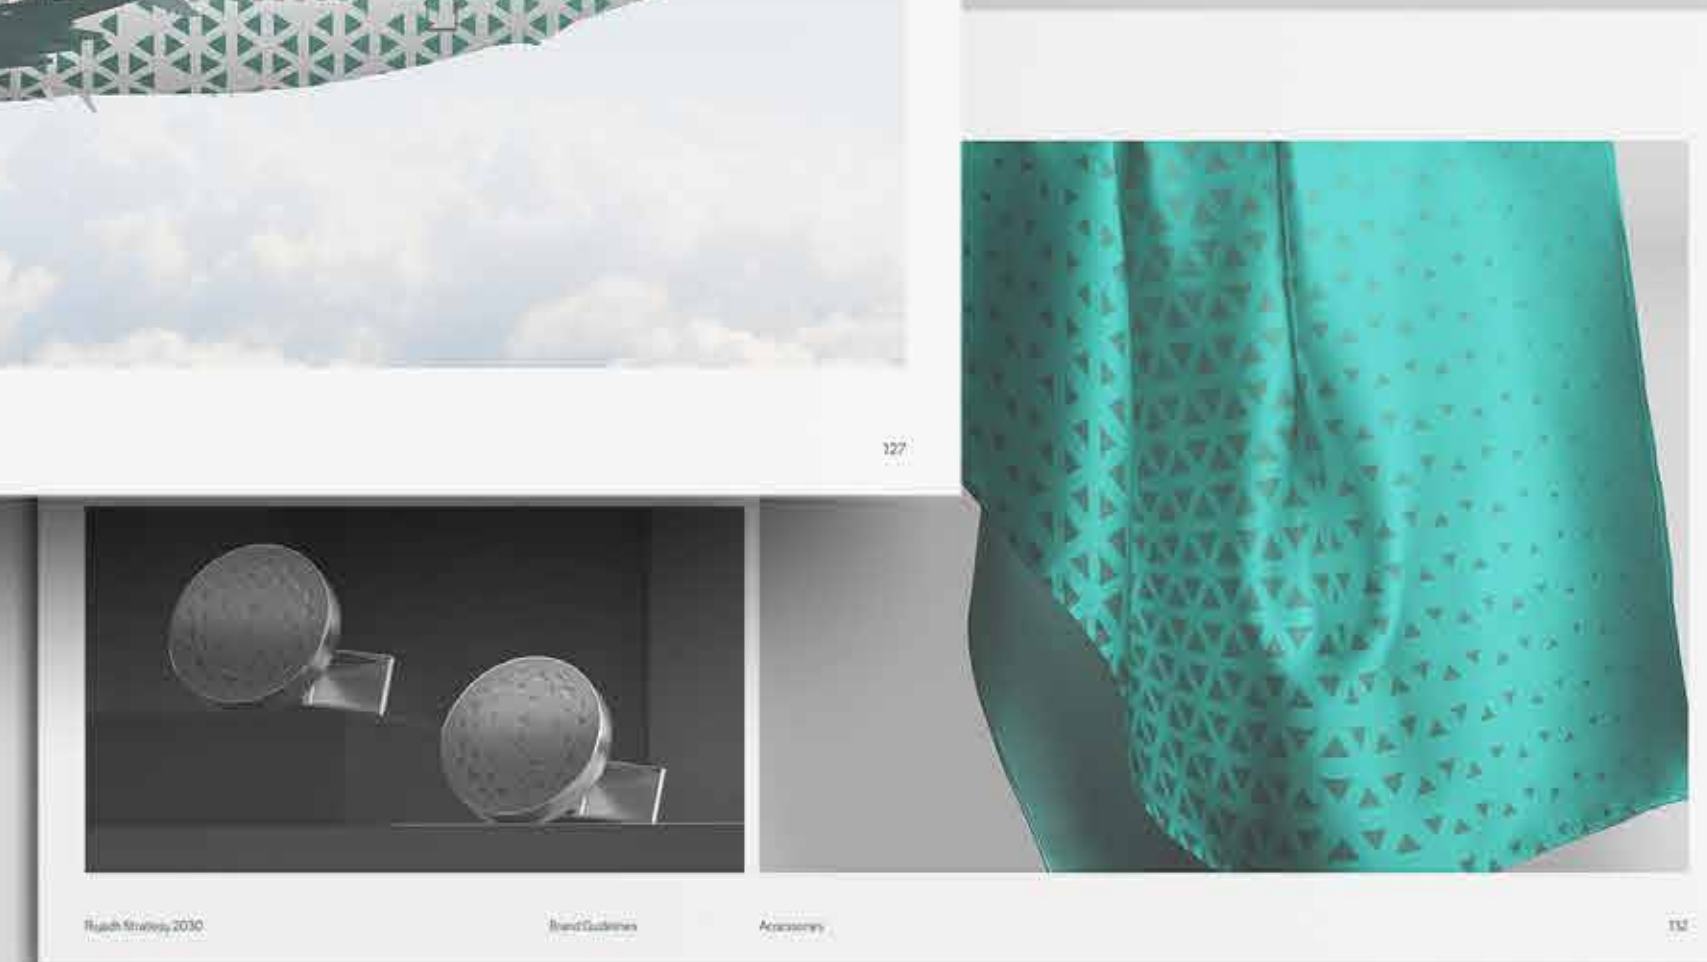 127
Riyadh Strategy 2030
Brand Guidelines
Accessories
132